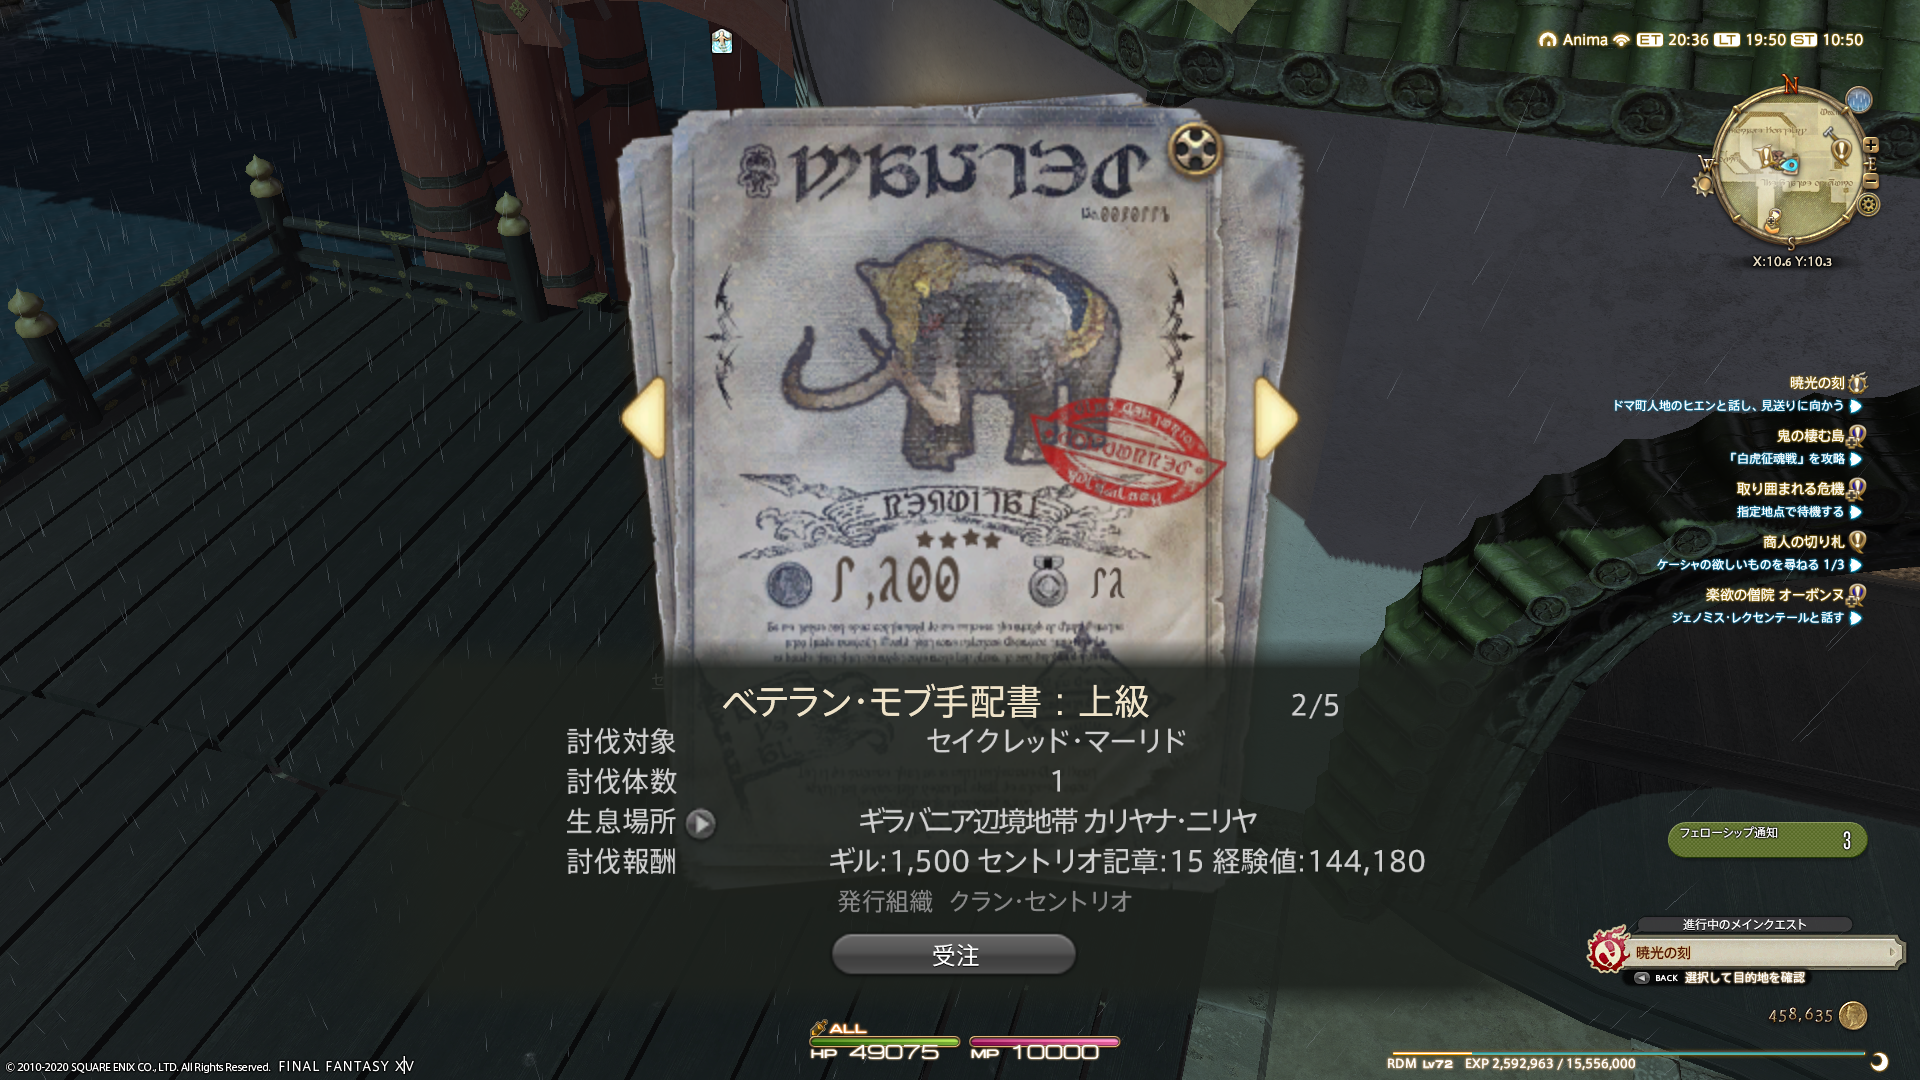 Anima ET 20:36 LT 19:50 ST 10:50
N
W
E
S
X:10.6 Y:10.3
暁光の刻
ドマ町人地のヒエンと話し、見送りに向かう
鬼の棲む島
「白虎征魂戦」を攻略
取り囲まれる危機
指定地点で待機する
商人の切り札
ケーシャの欲しいものを尋ねる 1/3
楽欲の僧院 オーボンヌ
ジェノミス・レクセンテールと話す
ベテラン・モブ手配書：上級 2/5
討伐対象 セイクレッド・マーリド
討伐体数 1
生息場所 ギラバニア辺境地帯 カリヤナ・ニリヤ
討伐報酬 ギル:1,500 セントリオ記章:15 経験値:144,180
発行組織 クラン・セントリオ
受注
フェローシップ通知 3
進行中のメインクエスト
暁光の刻
BACK 選択して目的地を確認
458,635
ALL
HP 49075 MP 10000
RDM Lv72 EXP 2,592,963 / 15,556,000
© 2010-2020 SQUARE ENIX CO., LTD. All Rights Reserved. FINAL FANTASY XIV